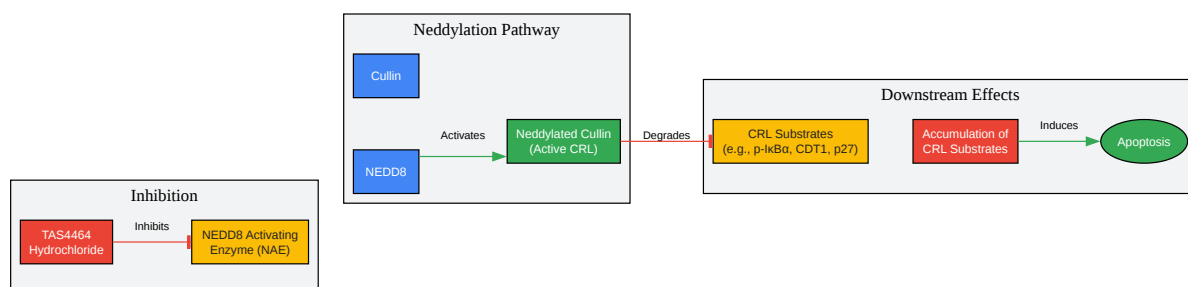 Neddylation Pathway
Cullin
Activates
Neddylated Cullin
(Active CRL)
NEDD8
Degrades
Downstream Effects
CRL Substrates
(e.g., p-IκBα, CDT1, p27)
Accumulation of
CRL Substrates
Induces
Apoptosis
Inhibition
TAS4464
Hydrochloride
Inhibits
NEDD8 Activating
Enzyme (NAE)